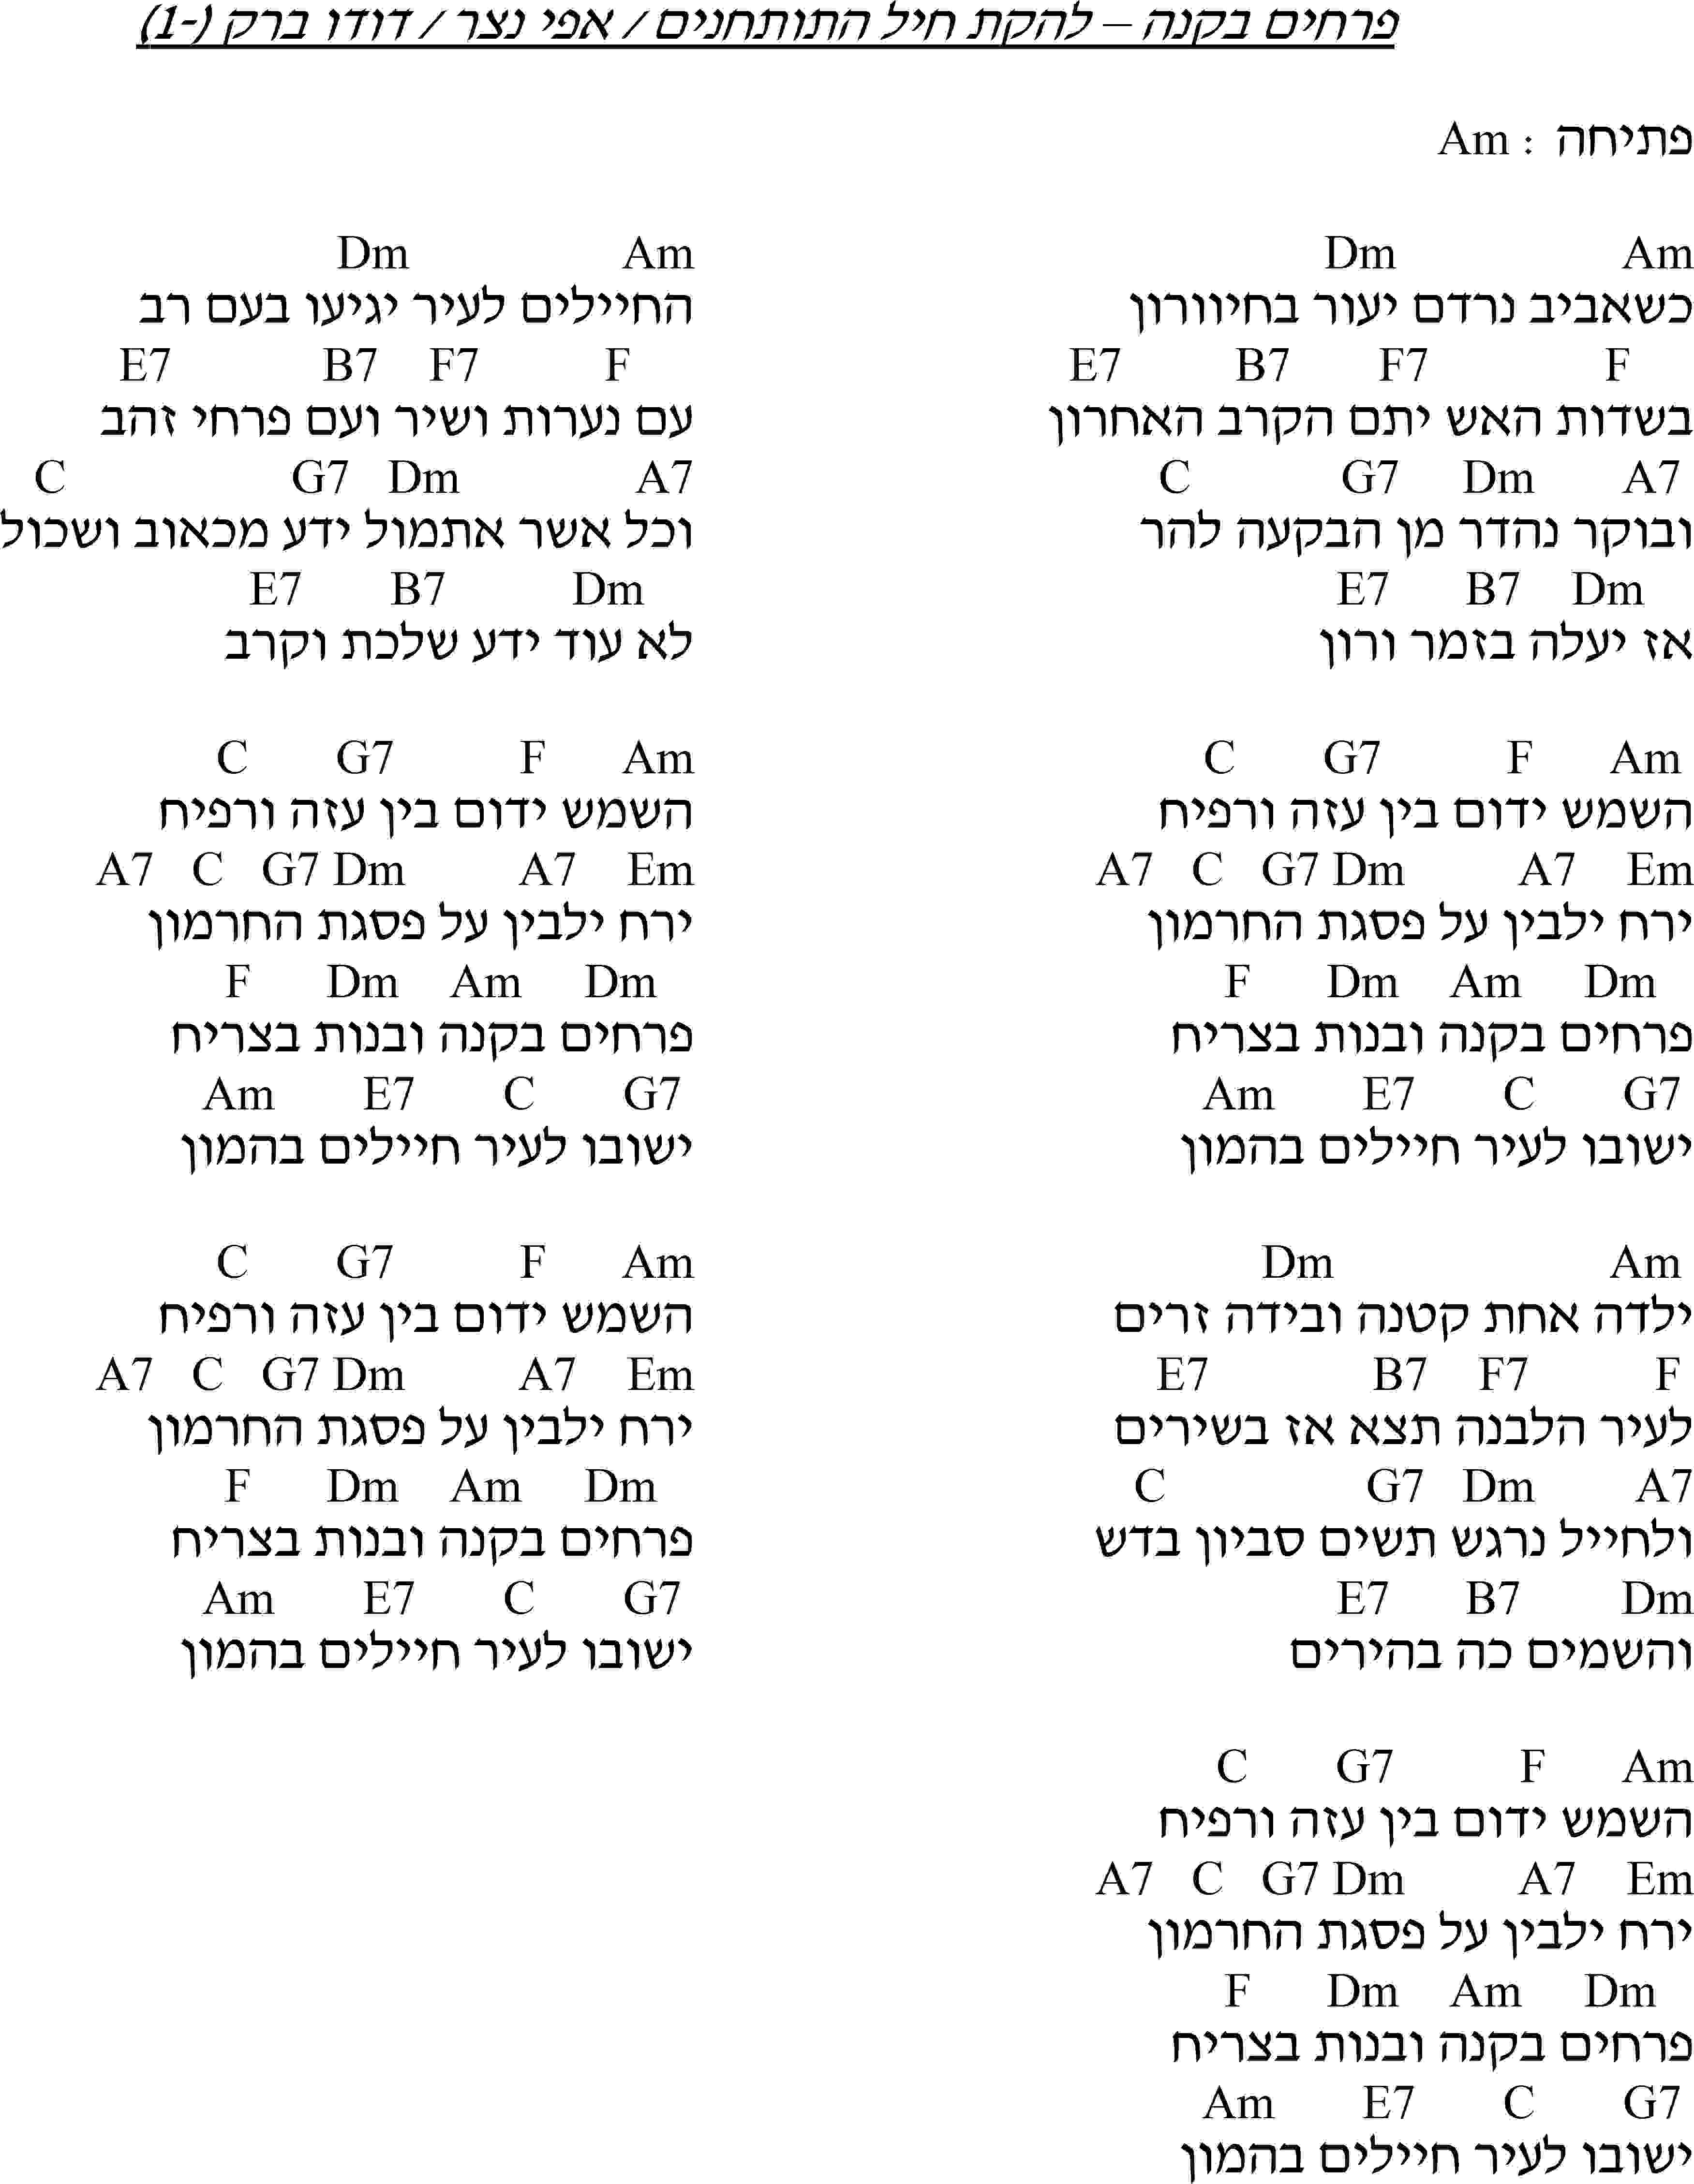 פרחים בקנה – להקת חיל התותחנים / אפי נצר / דודו ברק (-1)
פתיחה : Am
Am Dm
כשאביב נרדם יעור בחיוורון
F F7 B7 E7
בשדות האש יתם הקרב האחרון
A7 Dm G7 C
ובוקר נהדר מן הבקעה להר
Dm B7 E7
אז יעלה בזמר ורון
Am F G7 C
השמש ידום בין עזה ורפיח
Em A7 Dm G7 C A7
ירח ילבין על פסגת החרמון
Dm Am Dm F
פרחים בקנה ובנות בצריח
G7 C E7 Am
ישובו לעיר חיילים בהמון
Am Dm
ילדה אחת קטנה ובידה זרים
F F7 B7 E7
לעיר הלבנה תצא אז בשירים
A7 Dm G7 C
ולחייל נרגש תשים סביון בדש
Dm B7 E7
והשמים כה בהירים
Am F G7 C
השמש ידום בין עזה ורפיח
Em A7 Dm G7 C A7
ירח ילבין על פסגת החרמון
Dm Am Dm F
פרחים בקנה ובנות בצריח
G7 C E7 Am
ישובו לעיר חיילים בהמון
Am Dm
החיילים לעיר יגיעו בעם רב
F F7 B7 E7
עם נערות ושיר ועם פרחי זהב
A7 Dm G7 C
וכל אשר אתמול ידע מכאוב ושכול
Dm B7 E7
לא עוד ידע שלכת וקרב
Am F G7 C
השמש ידום בין עזה ורפיח
Em A7 Dm G7 C A7
ירח ילבין על פסגת החרמון
Dm Am Dm F
פרחים בקנה ובנות בצריח
G7 C E7 Am
ישובו לעיר חיילים בהמון
Am F G7 C
השמש ידום בין עזה ורפיח
Em A7 Dm G7 C A7
ירח ילבין על פסגת החרמון
Dm Am Dm F
פרחים בקנה ובנות בצריח
G7 C E7 Am
ישובו לעיר חיילים בהמון